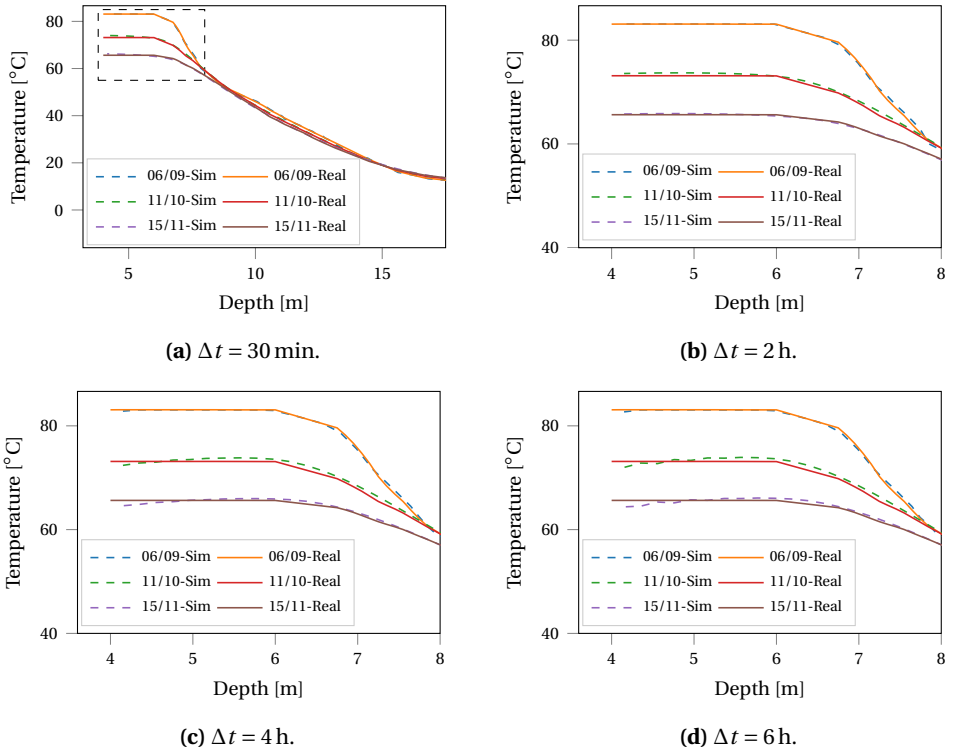 80
60
40
20
0
Temperature [°C]
06/09-Sim 06/09-Real
11/10-Sim 11/10-Real
15/11-Sim 15/11-Real
5 10 15
Depth [m]
(a) Δt = 30 min.
80
60
40
Temperature [°C]
06/09-Sim 06/09-Real
11/10-Sim 11/10-Real
15/11-Sim 15/11-Real
4 5 6 7 8
Depth [m]
(b) Δt = 2 h.
80
60
40
Temperature [°C]
06/09-Sim 06/09-Real
11/10-Sim 11/10-Real
15/11-Sim 15/11-Real
4 5 6 7 8
Depth [m]
(c) Δt = 4 h.
80
60
40
Temperature [°C]
06/09-Sim 06/09-Real
11/10-Sim 11/10-Real
15/11-Sim 15/11-Real
4 5 6 7 8
Depth [m]
(d) Δt = 6 h.